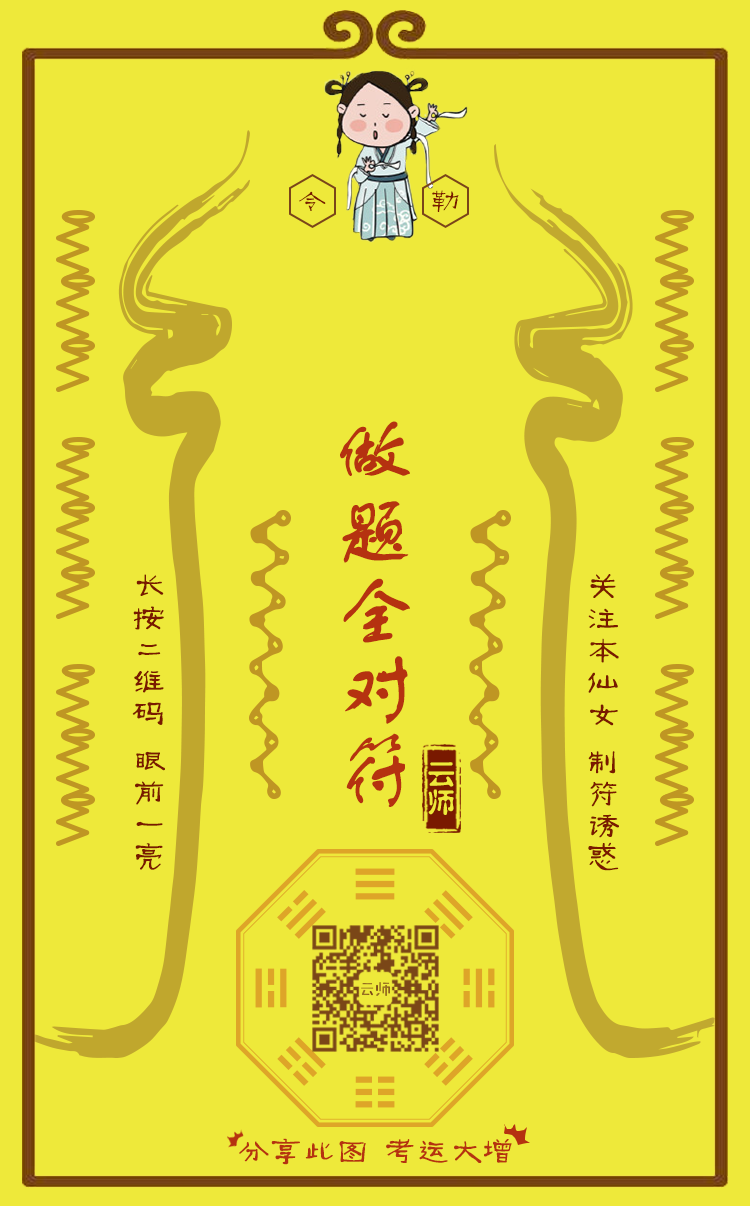 令
勒
做题全对符
云师
关注本仙女 制符诱惑
长按二维码 眼前一亮
云师
分享此图 考运大增